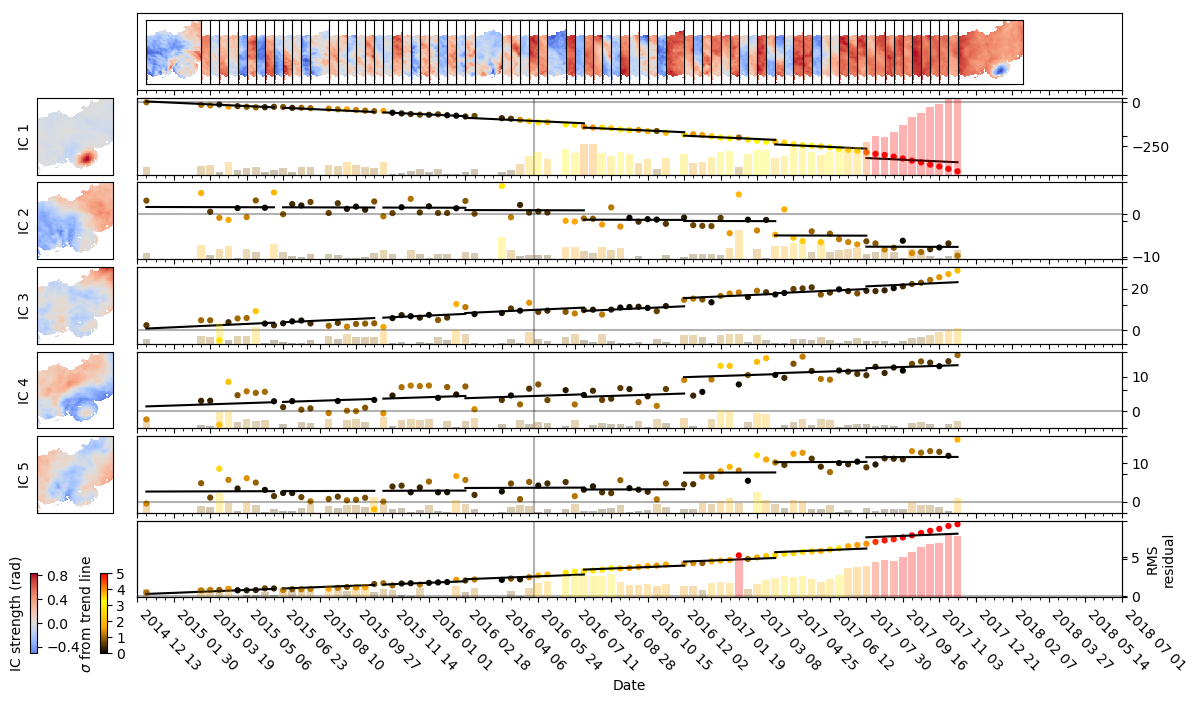 IC 1
0
−250
IC 2
0
−10
IC 3
20
0
IC 4
10
0
IC 5
10
0
RMS
residual
5
0
IC strength (rad)
0.8
0.4
0.0
−0.4
σ from trend line
5
4
3
2
1
0
2014 12 13
2015 01 30
2015 03 19
2015 05 06
2015 06 23
2015 08 10
2015 09 27
2015 11 14
2016 01 01
2016 02 18
2016 04 06
2016 05 24
2016 07 11
2016 08 28
2016 10 15
2016 12 02
2017 01 19
2017 03 08
2017 04 25
2017 06 12
2017 07 30
2017 09 16
2017 11 03
2017 12 21
2018 02 07
2018 03 27
2018 05 14
2018 07 01
Date